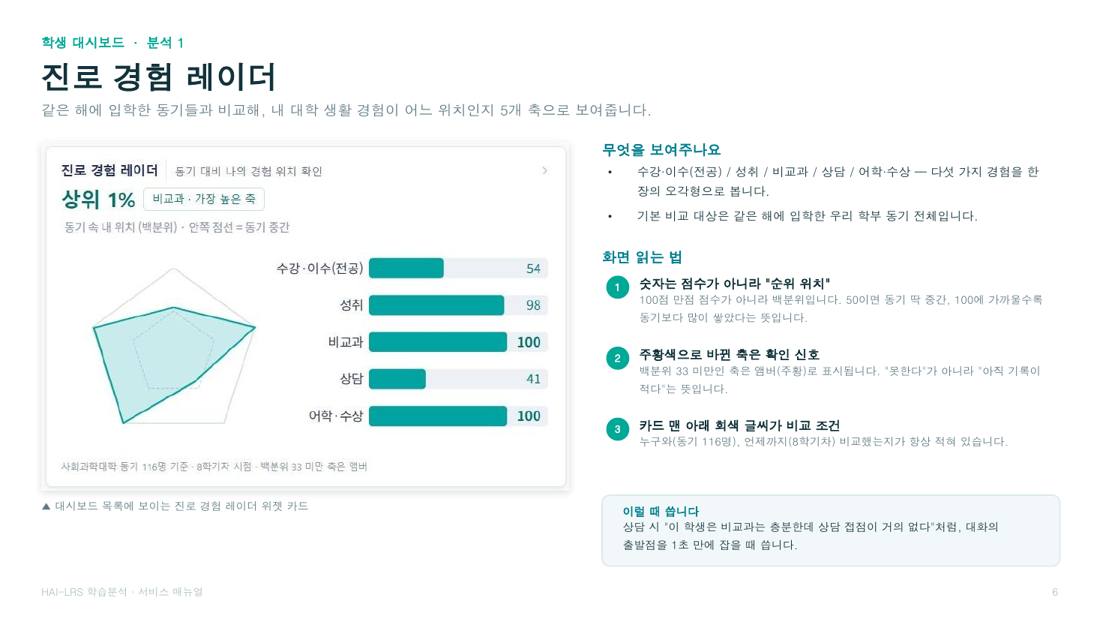 학생 대시보드 · 분석 1
진로 경험 레이더
같은 해에 입학한 동기들과 비교해, 내 대학 생활 경험이 어느 위치인지 5개 축으로 보여줍니다.
진로 경험 레이더 동기 대비 나의 경험 위치 확인
상위 1% 비교과 · 가장 높은 축
동기 속 내 위치 (백분위) · 안쪽 점선 = 동기 중간
수강·이수(전공) 54
성취 98
비교과 100
상담 41
어학·수상 100
사회과학대학 동기 116명 기준 · 8학기차 시점 · 백분위 33 미만 축은 앰버
▲ 대시보드 목록에 보이는 진로 경험 레이더 위젯 카드
무엇을 보여주나요
• 수강·이수(전공) / 성취 / 비교과 / 상담 / 어학·수상 — 다섯 가지 경험을 한
장의 오각형으로 봅니다.
• 기본 비교 대상은 같은 해에 입학한 우리 학부 동기 전체입니다.
화면 읽는 법
1 숫자는 점수가 아니라 "순위 위치"
100점 만점 점수가 아니라 백분위입니다. 50이면 동기 딱 중간, 100에 가까울수록
동기보다 많이 쌓았다는 뜻입니다.
2 주황색으로 바뀐 축은 확인 신호
백분위 33 미만인 축은 앰버(주황)로 표시됩니다. "못한다"가 아니라 "아직 기록이
적다"는 뜻입니다.
3 카드 맨 아래 회색 글씨가 비교 조건
누구와(동기 116명), 언제까지(8학기차) 비교했는지가 항상 적혀 있습니다.
이럴 때 씁니다
상담 시 "이 학생은 비교과는 충분한데 상담 접점이 거의 없다"처럼, 대화의
출발점을 1초 만에 잡을 때 씁니다.
HAI-LRS 학습분석 · 서비스 매뉴얼
6